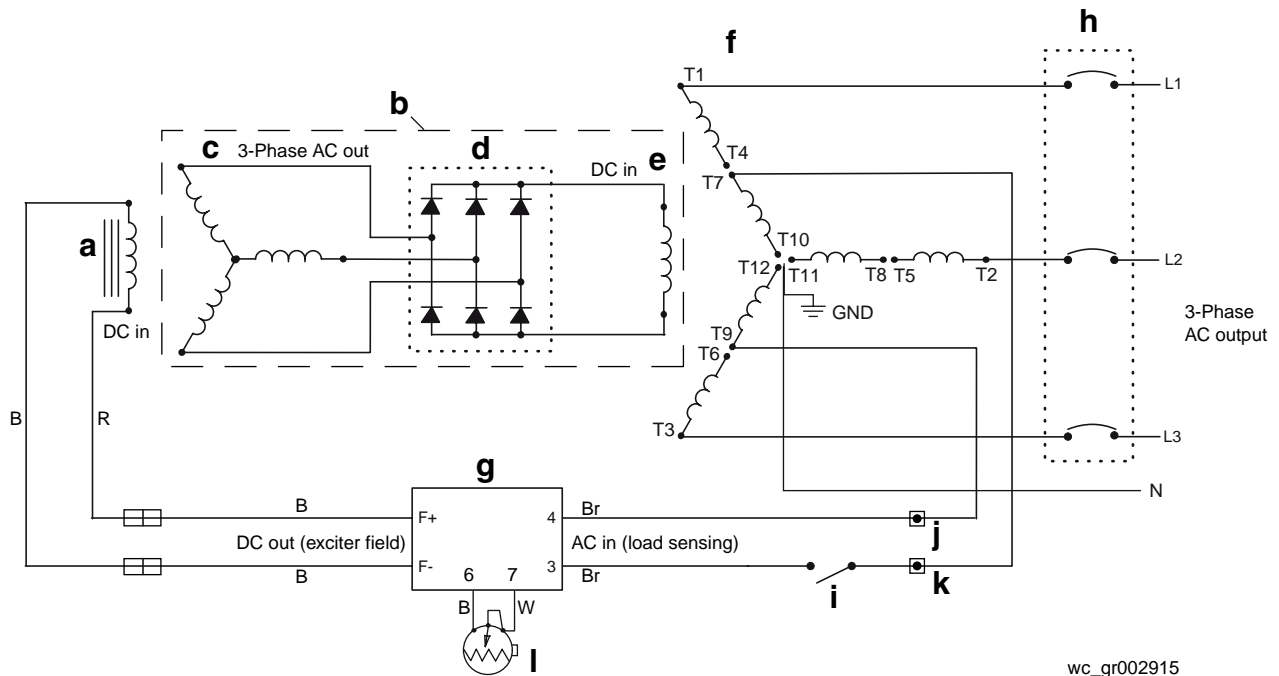 h
f
T1
L1
b
c
3-Phase AC out
d
e
DC in
T4
T7
a
T10
T12
T11
T8
T5
T2
L2
GND
DC in
3-Phase
AC output
T9
T6
B
R
T3
L3
g
N
B
F+
4
Br
DC out (exciter field)
AC in (load sensing)
j
F-
3
B
6
7
Br
i
k
B
W
l
wc_gr002915